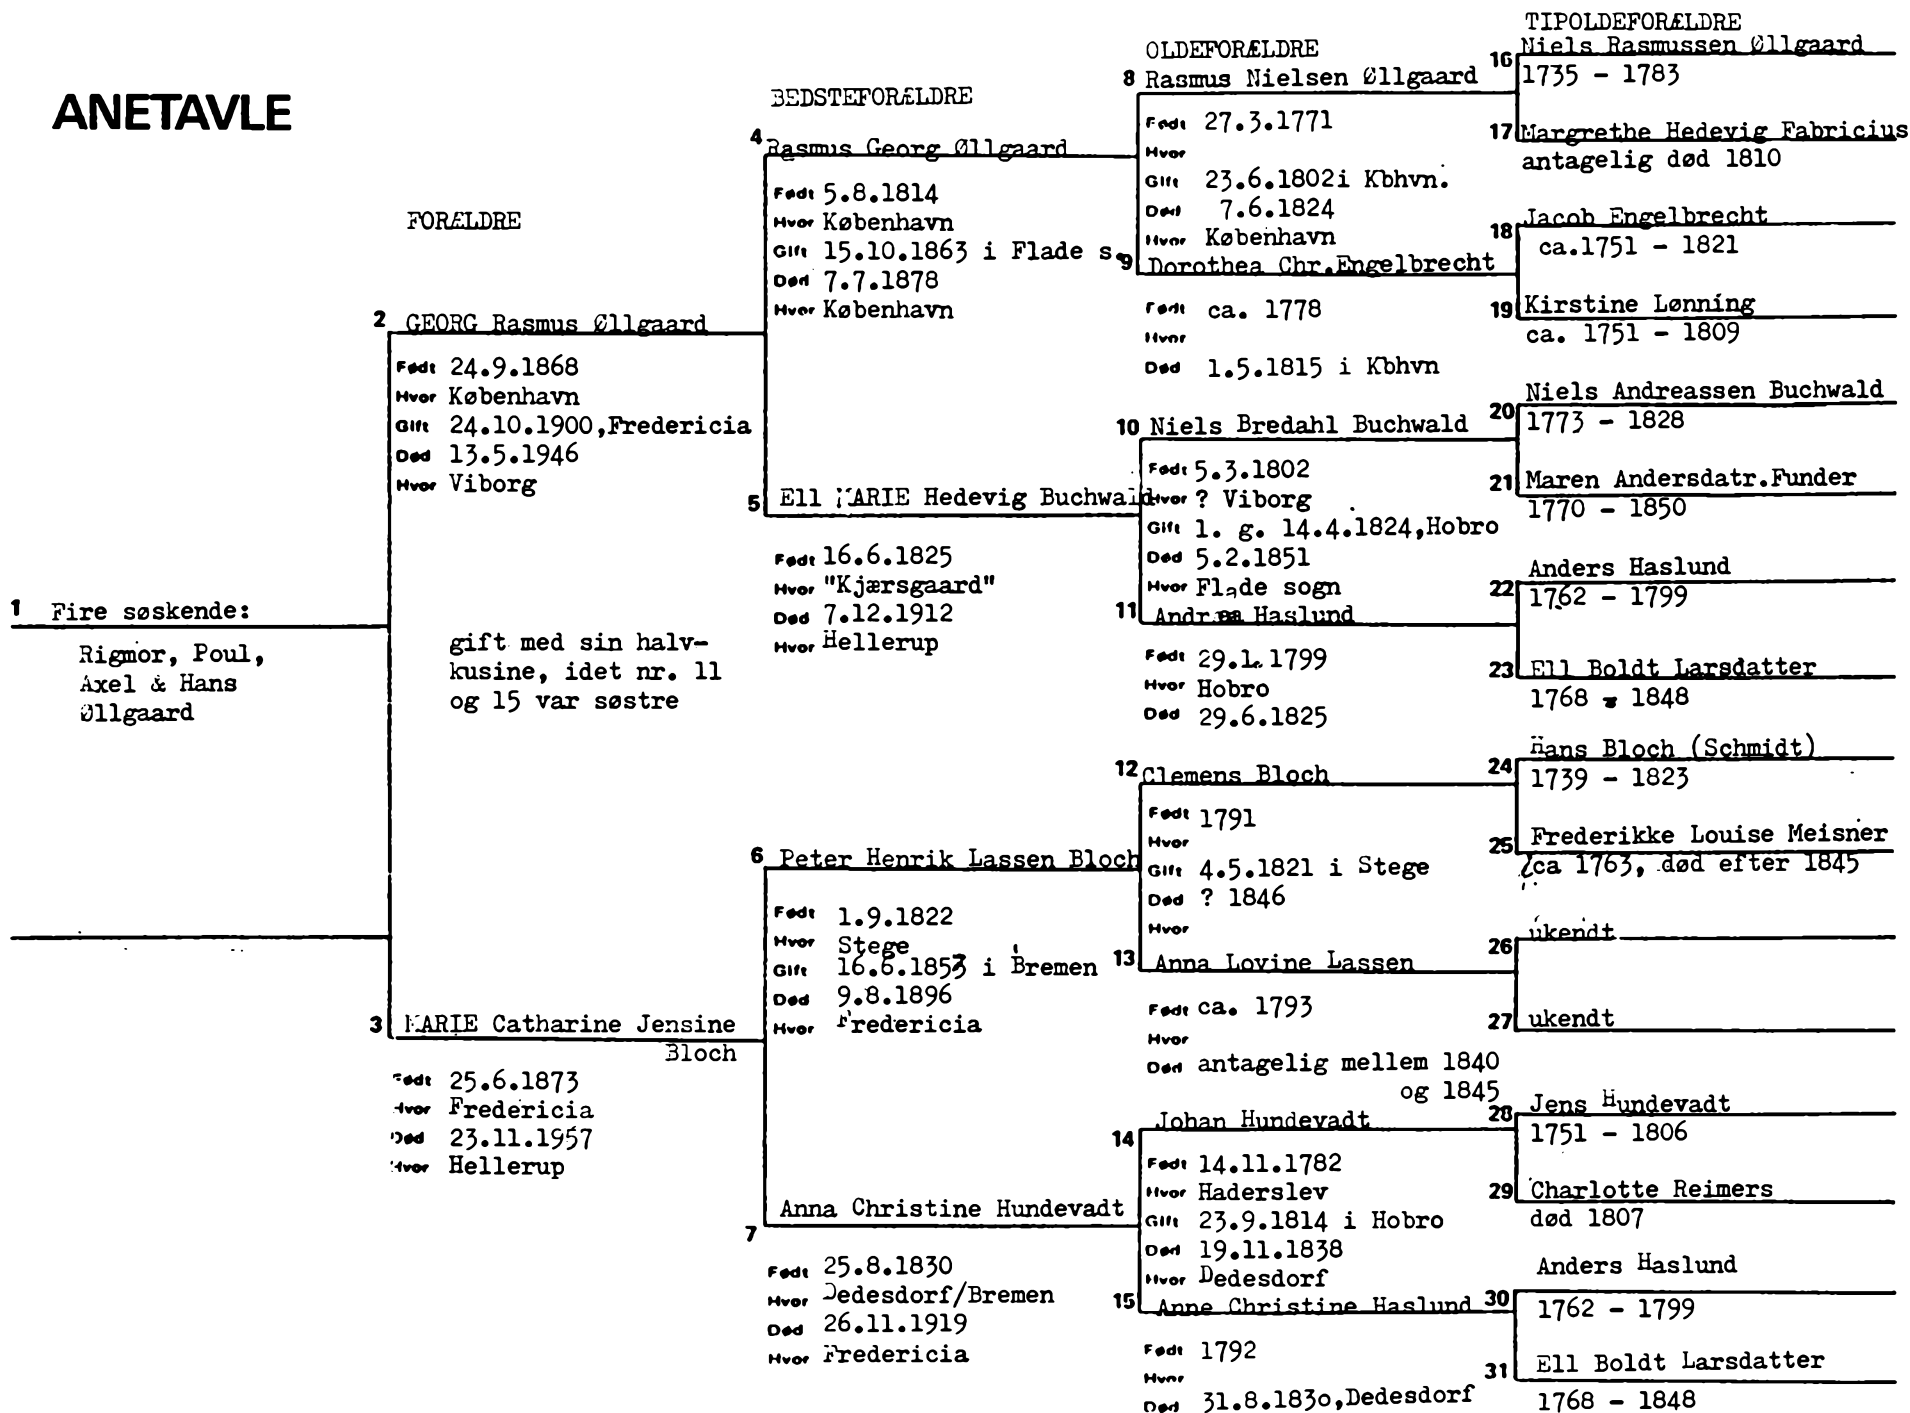 ANETAVLE
1 Fire søskende:
Rigmor, Poul,
Axel & Hans
Øllgaard
FORÆLDRE
2 GEORG Rasmus Øllgaard
Født 24.9.1868
Hvor København
Gift 24.10.1900,Fredericia
Død 13.5.1946
Hvor Viborg
gift med sin halv-
kusine, idet nr. 11
og 15 var søstre
3 MARIE Catharine Jensine
Bloch
Født 25.6.1873
Hvor Fredericia
Død 23.11.1957
Hvor Hellerup
BEDSTEFORÆLDRE
4 Rasmus Georg Øllgaard
Født 5.8.1814
Hvor København
Gift 15.10.1863 i Flade s.
Død 7.7.1878
Hvor København
5 Ell MARIE Hedevig Buchwald
Født 16.6.1825
Hvor "Kjærsgaard"
Død 7.12.1912
Hvor Hellerup
6 Peter Henrik Lassen Bloch
Født 1.9.1822
Hvor Stege
Gift i Bremen
Død 9.8.1896
Hvor Fredericia
7 Anna Christine Hundevadt
Født 25.8.1830
Hvor Dedesdorf/Bremen
Død 26.11.1919
Hvor Fredericia
OLDEFORÆLDRE
8 Rasmus Nielsen Øllgaard
Født 27.3.1771
Hvor
Gift 23.6.1802i Kbhvn.
Død 7.6.1824
Hvor København
9 Dorothea Chr.Engelbrecht
Født ca. 1778
Hvor
Død 1.5.1815 i Kbhvn
10 Niels Bredahl Buchwald
Født 5.3.1802
Hvor ? Viborg
Gift 1. g. 14.4.1824,Hobro
Død 5.2.1851
Hvor Flade sogn
11 Andrea Haslund
Født 29.1.1799
Hvor Hobro
Død 29.6.1825
12 Clemens Bloch
Født 1791
Hvor
Gift 4.5.1821 i Stege
Død ? 1846
Hvor
13 Anna Lovine Lassen
Født ca. 1793
Hvor
Død antagelig mellem 1840
og 1845
14 Johan Hundevadt
Født 14.11.1782
Hvor Haderslev
Gift 23.9.1814 i Hobro
Død 19.11.1838
Hvor Dedesdorf
15 Anne Christine Haslund
Født 1792
Hvor
Død 31.8.183o,Dedesdorf
TIPOLDEFORÆLDRE
16 Niels Rasmussen Øllgaard
1735 - 1783
17 Margrethe Hedevig Fabricius
antagelig død 1810
18 Jacob Engelbrecht
ca.1751 - 1821
19 Kirstine Lønning
ca. 1751 - 1809
20 Niels Andreassen Buchwald
1773 - 1828
21 Maren Andersdatr.Funder
1770 - 1850
22 Anders Haslund
1762 - 1799
23 Ell Boldt Larsdatter
1768 - 1848
24 Hans Bloch (Schmidt)
1739 - 1823
25 Frederikke Louise Meisner
ca 1763, død efter 1845
26 ukendt
27 ukendt
28 Jens Hundevadt
1751 - 1806
29 Charlotte Reimers
død 1807
30 Anders Haslund
1762 - 1799
31 Ell Boldt Larsdatter
1768 - 1848